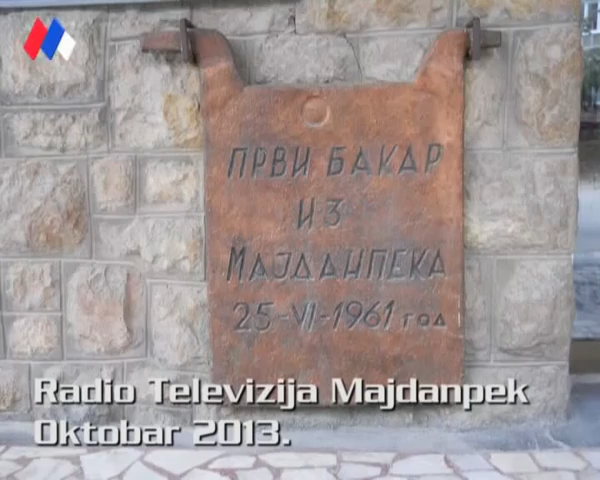 ПРВИ БАКАР
ИЗ
МАЈДАНПЕКА
25-VI-1961 год
Radio Televizija Majdanpek
Oktobar 2013.